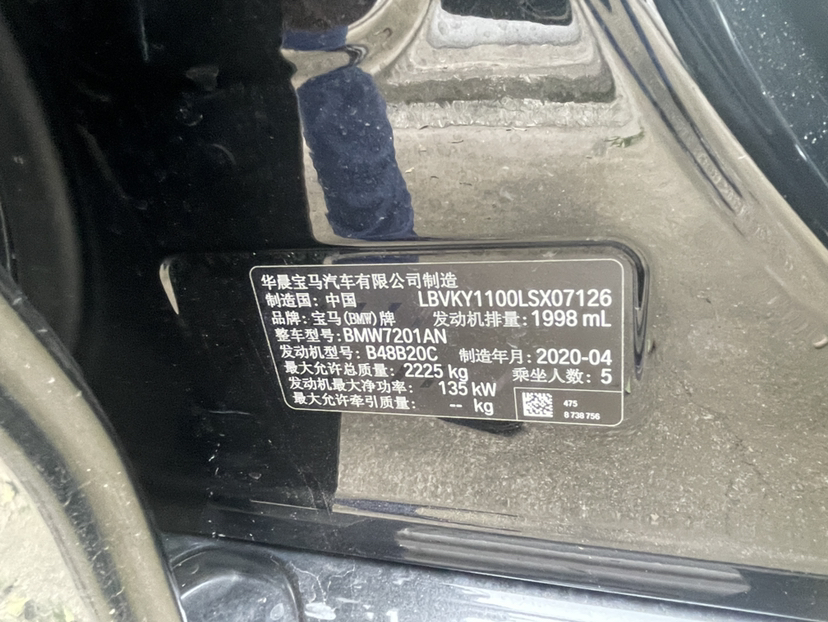 华晨宝马汽车有限公司制造
制造国: 中国 LBVKY1100LSX07126
品牌: 宝马(BMW)牌 发动机排量: 1998 mL
整车型号: BMW7201AN
发动机型号: B48B20C 制造年月: 2020-04
最大允许总质量: 2225 kg 乘坐人数: 5
发动机最大净功率: 135 kW
最大允许牵引质量: -- kg
475
8 738 756